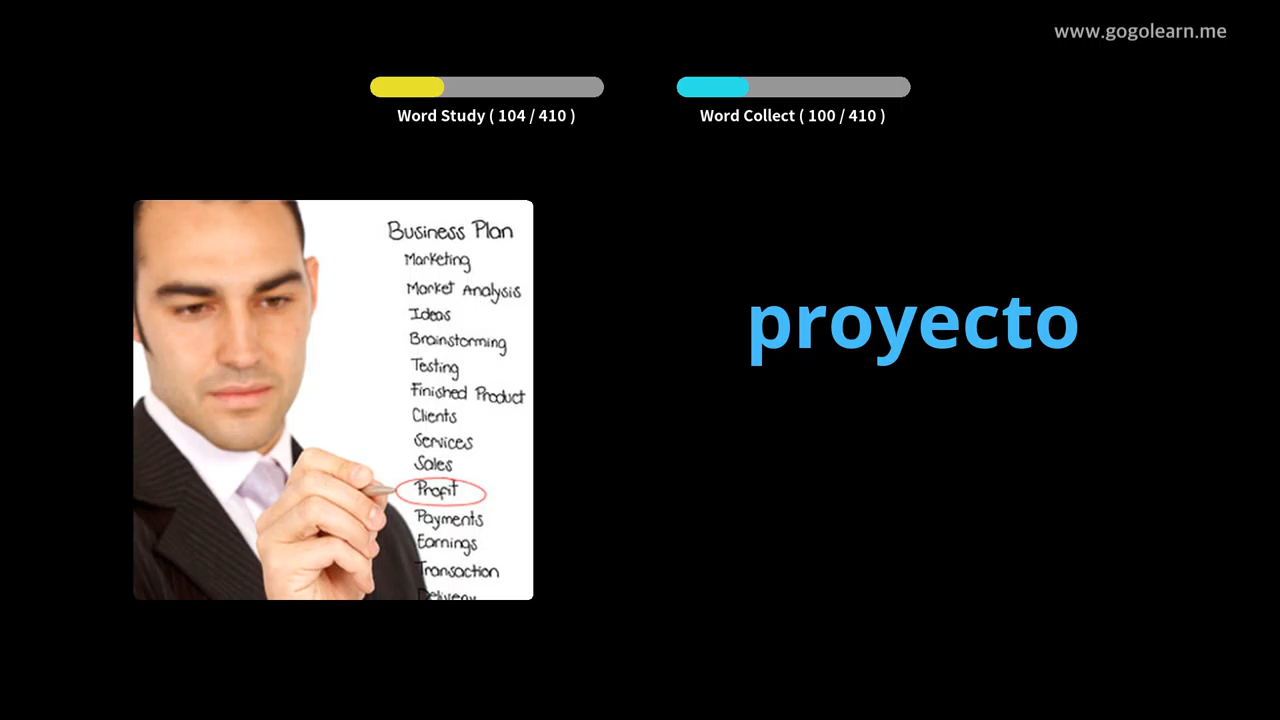 www.gogolearn.me
Word Study ( 104 / 410 )
Word Collect ( 100 / 410 )
Business Plan
Marketing
Market Analysis
Ideas
Brainstorming
Testing
Finished Product
Clients
Services
Sales
Profit
Payments
Earnings
Transaction
Delivery
proyecto